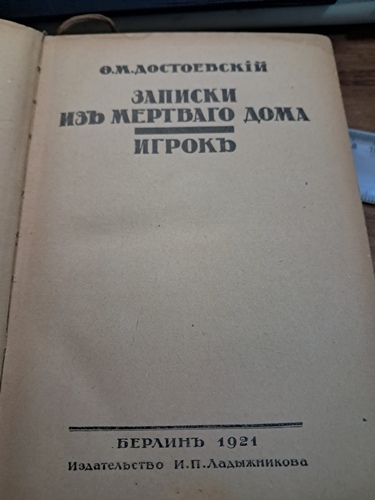 Ѳ.М.ДОСТОЕВСКІЙ
ЗАПИСКИ
ИЗЪ МЕРТВАГО ДОМА
ИГРОКЪ
БЕРЛИНЪ 1921
Издательство И.П.Ладыжникова